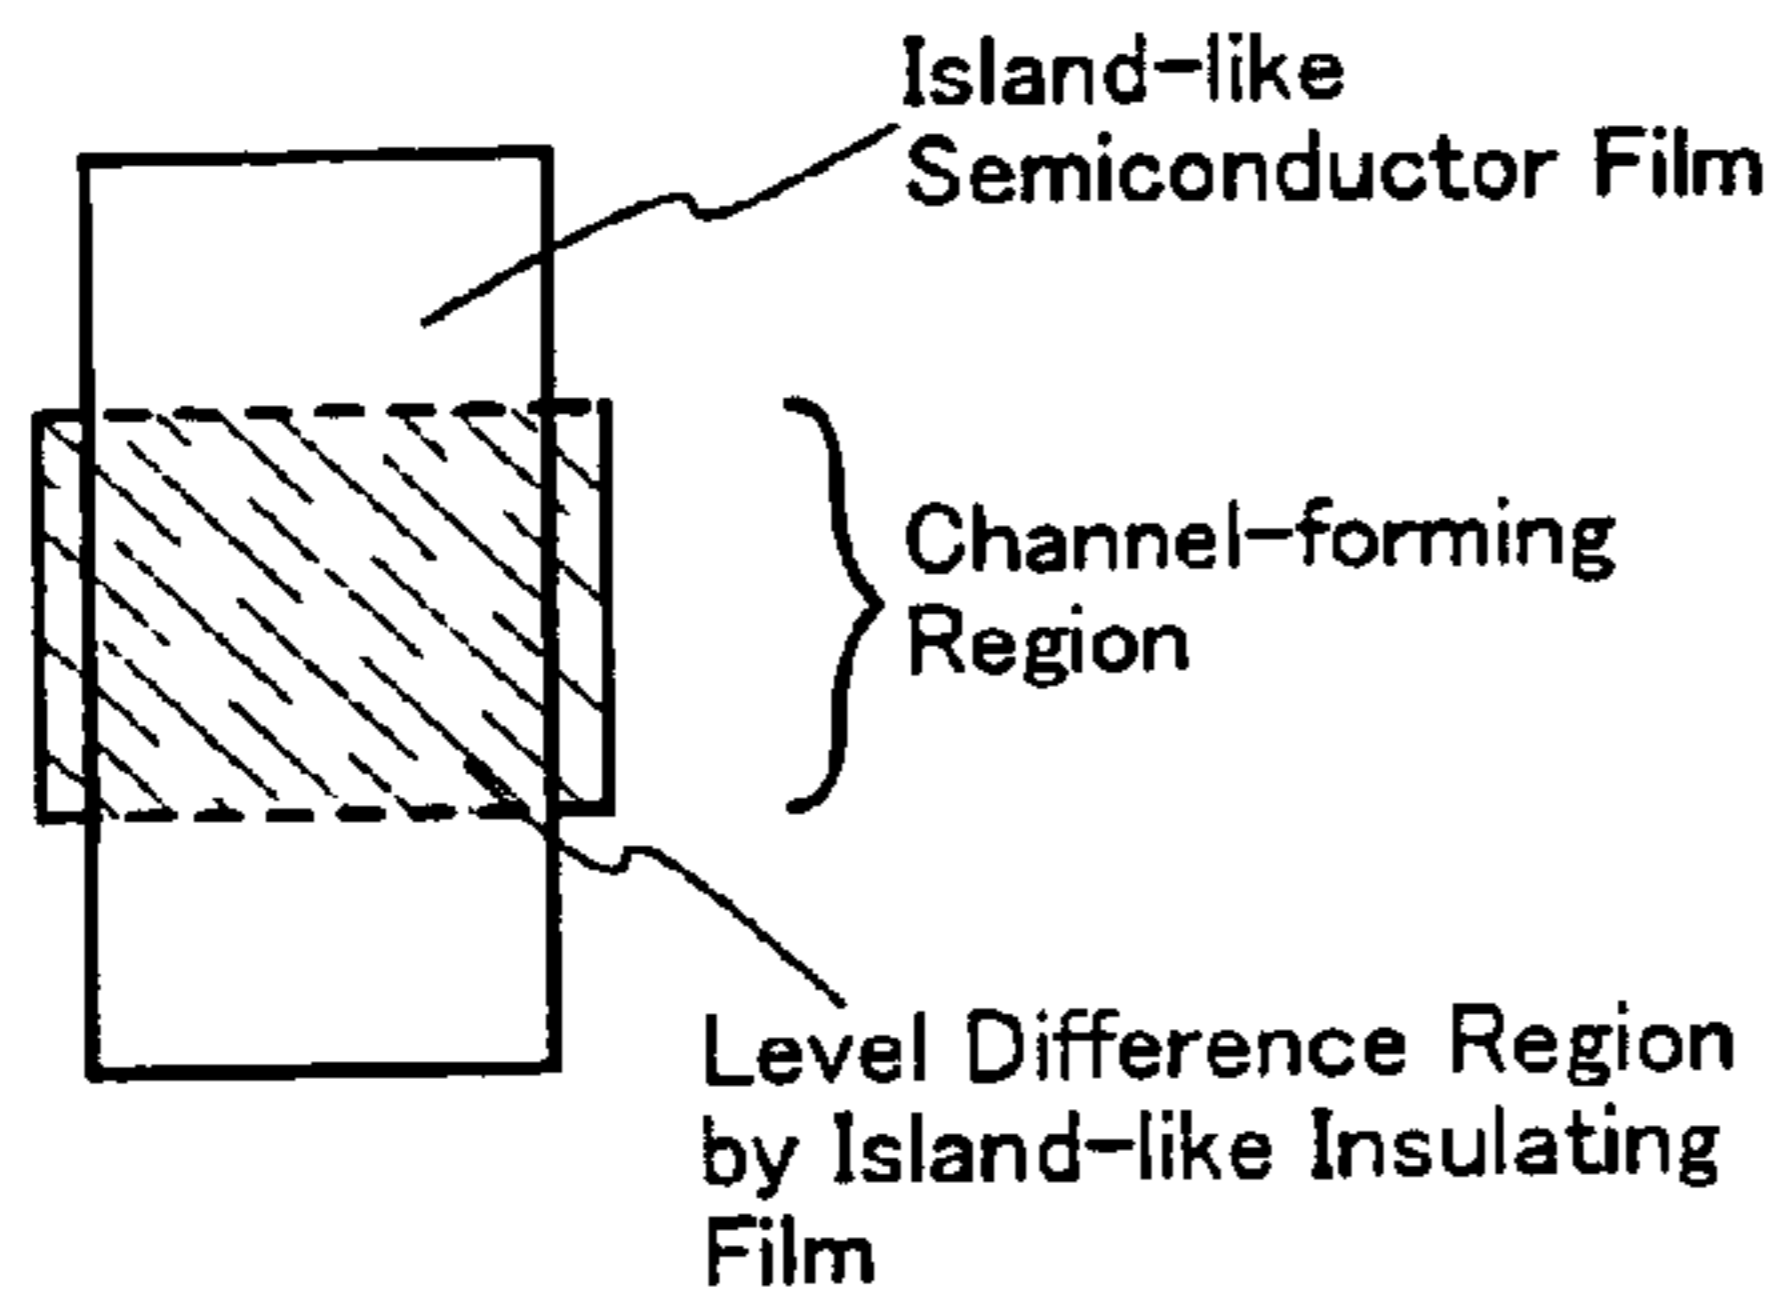 Island-like
Semiconductor Film
Channel-forming
Region
Level Difference Region
by Island-like Insulating
Film